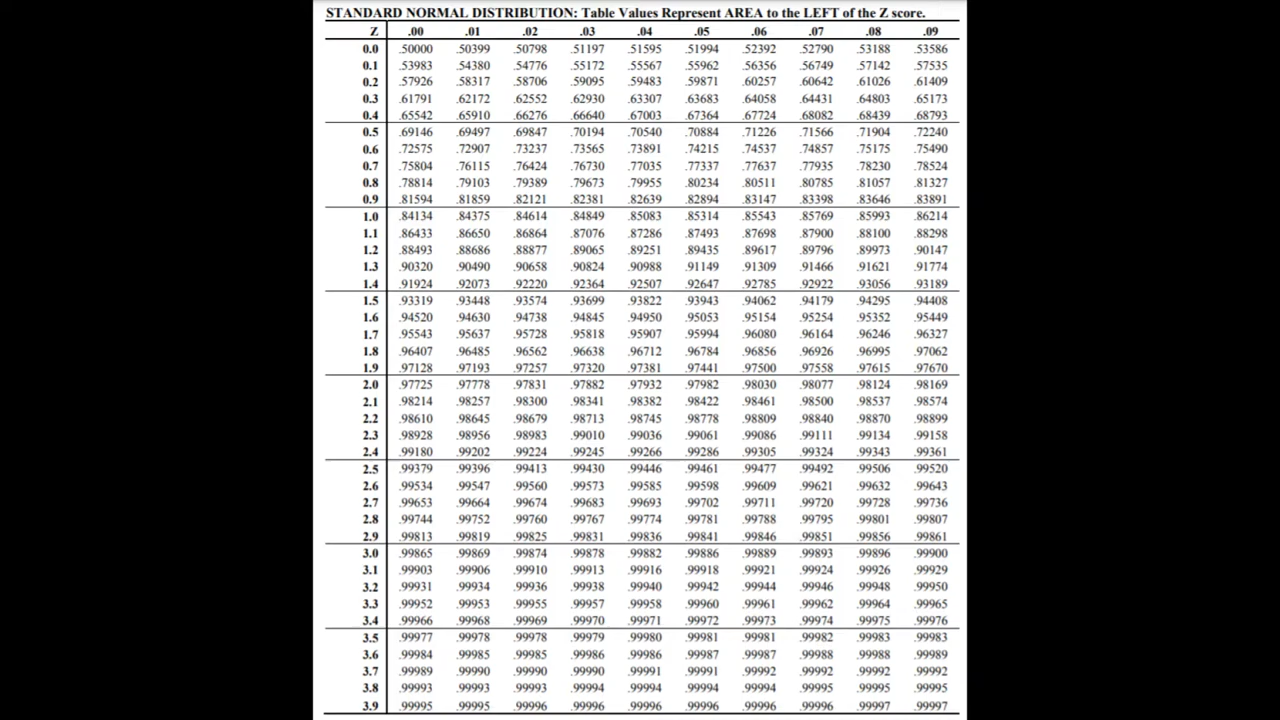 STANDARD NORMAL DISTRIBUTION: Table Values Represent AREA to the LEFT of the Z score.
Z .00 .01 .02 .03 .04 .05 .06 .07 .08 .09
0.0 .50000 .50399 .50798 .51197 .51595 .51994 .52392 .52790 .53188 .53586
0.1 .53983 .54380 .54776 .55172 .55567 .55962 .56356 .56749 .57142 .57535
0.2 .57926 .58317 .58706 .59095 .59483 .59871 .60257 .60642 .61026 .61409
0.3 .61791 .62172 .62552 .62930 .63307 .63683 .64058 .64431 .64803 .65173
0.4 .65542 .65910 .66276 .66640 .67003 .67364 .67724 .68082 .68439 .68793
0.5 .69146 .69497 .69847 .70194 .70540 .70884 .71226 .71566 .71904 .72240
0.6 .72575 .72907 .73237 .73565 .73891 .74215 .74537 .74857 .75175 .75490
0.7 .75804 .76115 .76424 .76730 .77035 .77337 .77637 .77935 .78230 .78524
0.8 .78814 .79103 .79389 .79673 .79955 .80234 .80511 .80785 .81057 .81327
0.9 .81594 .81859 .82121 .82381 .82639 .82894 .83147 .83398 .83646 .83891
1.0 .84134 .84375 .84614 .84849 .85083 .85314 .85543 .85769 .85993 .86214
1.1 .86433 .86650 .86864 .87076 .87286 .87493 .87698 .87900 .88100 .88298
1.2 .88493 .88686 .88877 .89065 .89251 .89435 .89617 .89796 .89973 .90147
1.3 .90320 .90490 .90658 .90824 .90988 .91149 .91309 .91466 .91621 .91774
1.4 .91924 .92073 .92220 .92364 .92507 .92647 .92785 .92922 .93056 .93189
1.5 .93319 .93448 .93574 .93699 .93822 .93943 .94062 .94179 .94295 .94408
1.6 .94520 .94630 .94738 .94845 .94950 .95053 .95154 .95254 .95352 .95449
1.7 .95543 .95637 .95728 .95818 .95907 .95994 .96080 .96164 .96246 .96327
1.8 .96407 .96485 .96562 .96638 .96712 .96784 .96856 .96926 .96995 .97062
1.9 .97128 .97193 .97257 .97320 .97381 .97441 .97500 .97558 .97615 .97670
2.0 .97725 .97778 .97831 .97882 .97932 .97982 .98030 .98077 .98124 .98169
2.1 .98214 .98257 .98300 .98341 .98382 .98422 .98461 .98500 .98537 .98574
2.2 .98610 .98645 .98679 .98713 .98745 .98778 .98809 .98840 .98870 .98899
2.3 .98928 .98956 .98983 .99010 .99036 .99061 .99086 .99111 .99134 .99158
2.4 .99180 .99202 .99224 .99245 .99266 .99286 .99305 .99324 .99343 .99361
2.5 .99379 .99396 .99413 .99430 .99446 .99461 .99477 .99492 .99506 .99520
2.6 .99534 .99547 .99560 .99573 .99585 .99598 .99609 .99621 .99632 .99643
2.7 .99653 .99664 .99674 .99683 .99693 .99702 .99711 .99720 .99728 .99736
2.8 .99744 .99752 .99760 .99767 .99774 .99781 .99788 .99795 .99801 .99807
2.9 .99813 .99819 .99825 .99831 .99836 .99841 .99846 .99851 .99856 .99861
3.0 .99865 .99869 .99874 .99878 .99882 .99886 .99889 .99893 .99896 .99900
3.1 .99903 .99906 .99910 .99913 .99916 .99918 .99921 .99924 .99926 .99929
3.2 .99931 .99934 .99936 .99938 .99940 .99942 .99944 .99946 .99948 .99950
3.3 .99952 .99953 .99955 .99957 .99958 .99960 .99961 .99962 .99964 .99965
3.4 .99966 .99968 .99969 .99970 .99971 .99972 .99973 .99974 .99975 .99976
3.5 .99977 .99978 .99978 .99979 .99980 .99981 .99981 .99982 .99983 .99983
3.6 .99984 .99985 .99985 .99986 .99986 .99987 .99987 .99988 .99988 .99989
3.7 .99989 .99990 .99990 .99990 .99991 .99991 .99992 .99992 .99992 .99992
3.8 .99993 .99993 .99993 .99994 .99994 .99994 .99994 .99995 .99995 .99995
3.9 .99995 .99995 .99996 .99996 .99996 .99996 .99996 .99996 .99997 .99997